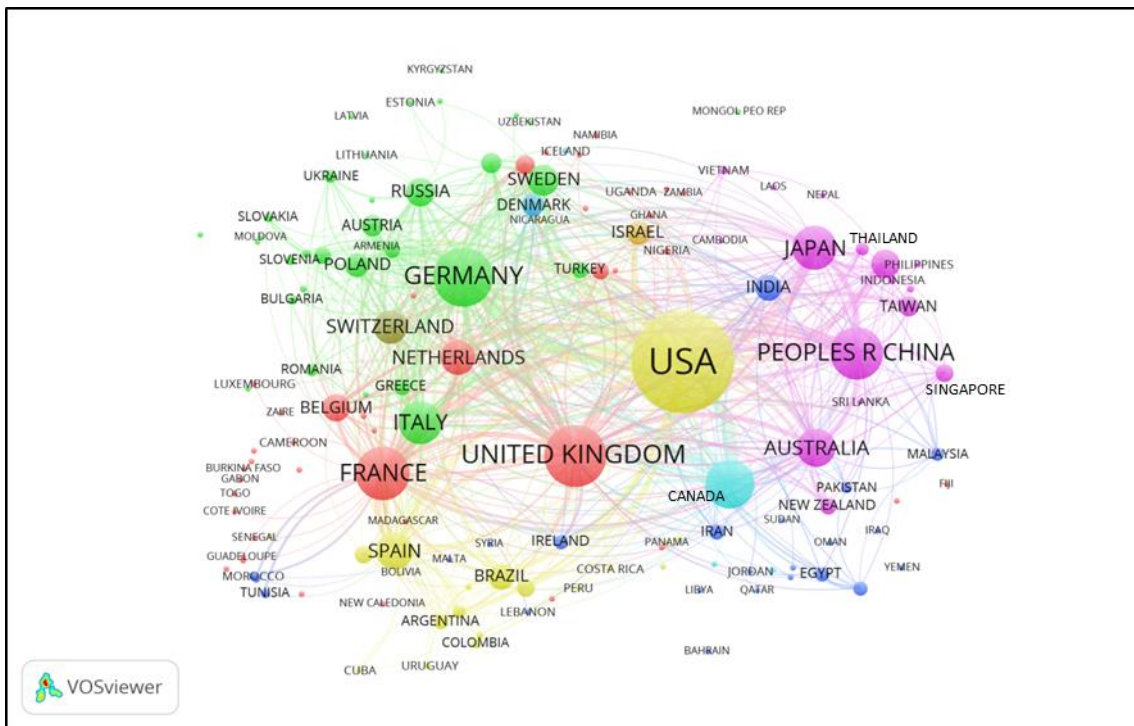 KYRGYZSTAN
ESTONIA
MONGOL PEO REP
LATVIA
UZBEKISTAN
NAMIBIA
LITHUANIA
ICELAND
UKRAINE
SWEDEN
VIETNAM
RUSSIA
UGANDA
ZAMBIA
LAOS
NEPAL
DENMARK
SLOVAKIA
NICARAGUA
GHANA
AUSTRIA
ISRAEL
MOLDOVA
ARMENIA
CAMBODIA
JAPAN
THAILAND
NIGERIA
SLOVENIA
POLAND
GERMANY
TURKEY
PHILIPPINES
INDONESIA
INDIA
BULGARIA
TAIWAN
SWITZERLAND
NETHERLANDS
USA
PEOPLES R CHINA
ROMANIA
LUXEMBOURG
GREECE
SINGAPORE
BELGIUM
SRI LANKA
ZAIRE
ITALY
CAMEROON
UNITED KINGDOM
AUSTRALIA
MALAYSIA
BURKINA FASO
FRANCE
GABON
FIJI
TOGO
CANADA
PAKISTAN
NEW ZEALAND
COTE IVOIRE
MADAGASCAR
SUDAN
IRAN
IRAQ
SENEGAL
SYRIA
IRELAND
PANAMA
OMAN
GUADELOUPE
SPAIN
MALTA
YEMEN
BOLIVIA
COSTA RICA
JORDAN
EGYPT
MOROCCO
BRAZIL
TUNISIA
PERU
LIBYA
QATAR
NEW CALEDONIA
LEBANON
ARGENTINA
COLOMBIA
BAHRAIN
CUBA
URUGUAY
VOSviewer